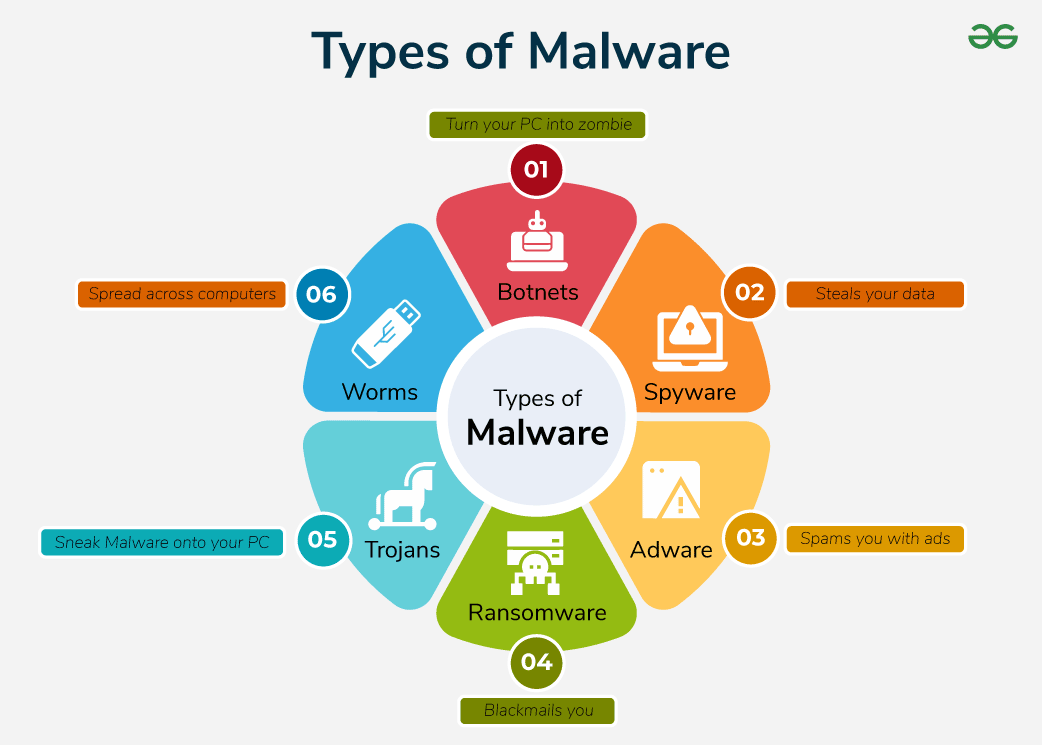 Types of Malware
Turn your PC into zombie
01
Botnets
Spread across computers
06
02
Steals your data
Worms
Spyware
Types of
Malware
Sneak Malware onto your PC
05
Trojans
Adware
03
Spams you with ads
Ransomware
04
Blackmails you